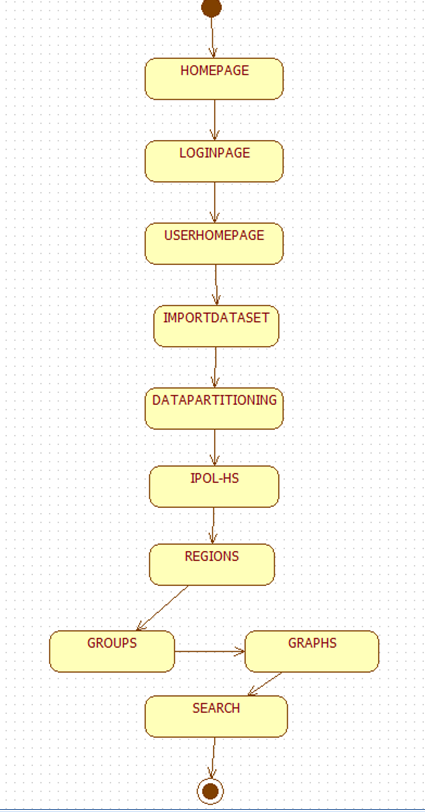 HOMEPAGE
LOGINPAGE
USERHOMEPAGE
IMPORTDATASET
DATAPARTITIONING
IPOL-HS
REGIONS
GROUPS
GRAPHS
SEARCH